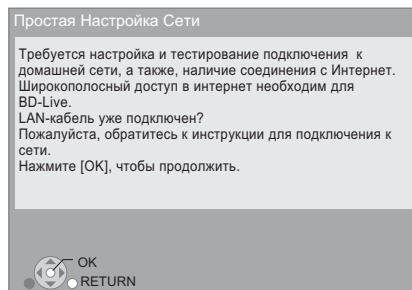 Простая Настройка Сети
Требуется настройка и тестирование подключения к
домашней сети, а также, наличие соединения с Интернет.
Широкополосный доступ в интернет необходим для
BD-Live.
LAN-кабель уже подключен?
Пожалуйста, обратитесь к инструкции для подключения к
сети.
Нажмите [OK], чтобы продолжить.
OK
RETURN